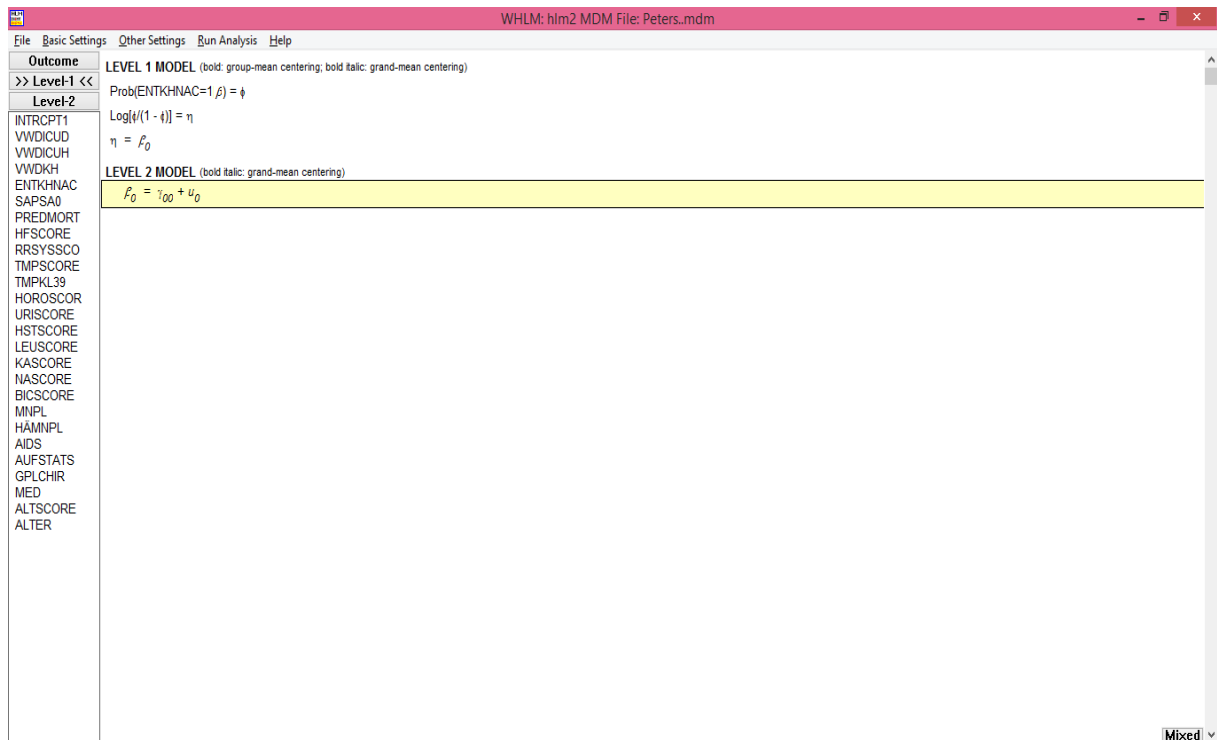 WHLM: hlm2 MDM File: Peters..mdm
File Basic Settings Other Settings Run Analysis Help
Outcome
>> Level-1 <<
Level-2
INTRCPT1
VWDICUD
VWDICUH
VWDKH
ENTKHNAC
SAPSA0
PREDMORT
HFSCORE
RRSYSSCO
TMPSCORE
TMPKL39
HOROSCOR
URISCORE
HSTSCORE
LEUSCORE
KASCORE
NASCORE
BICSCORE
MNPL
HÄMNPL
AIDS
AUFSTATS
GPLCHIR
MED
ALTSCORE
ALTER
LEVEL 1 MODEL (bold: group-mean centering; bold italic: grand-mean centering)
Prob(ENTKHNAC=1|β) = ϕ
Log[ϕ/(1 - ϕ)] = η
η = β0
LEVEL 2 MODEL (bold italic: grand-mean centering)
β0 = γ00 + u0
Mixed